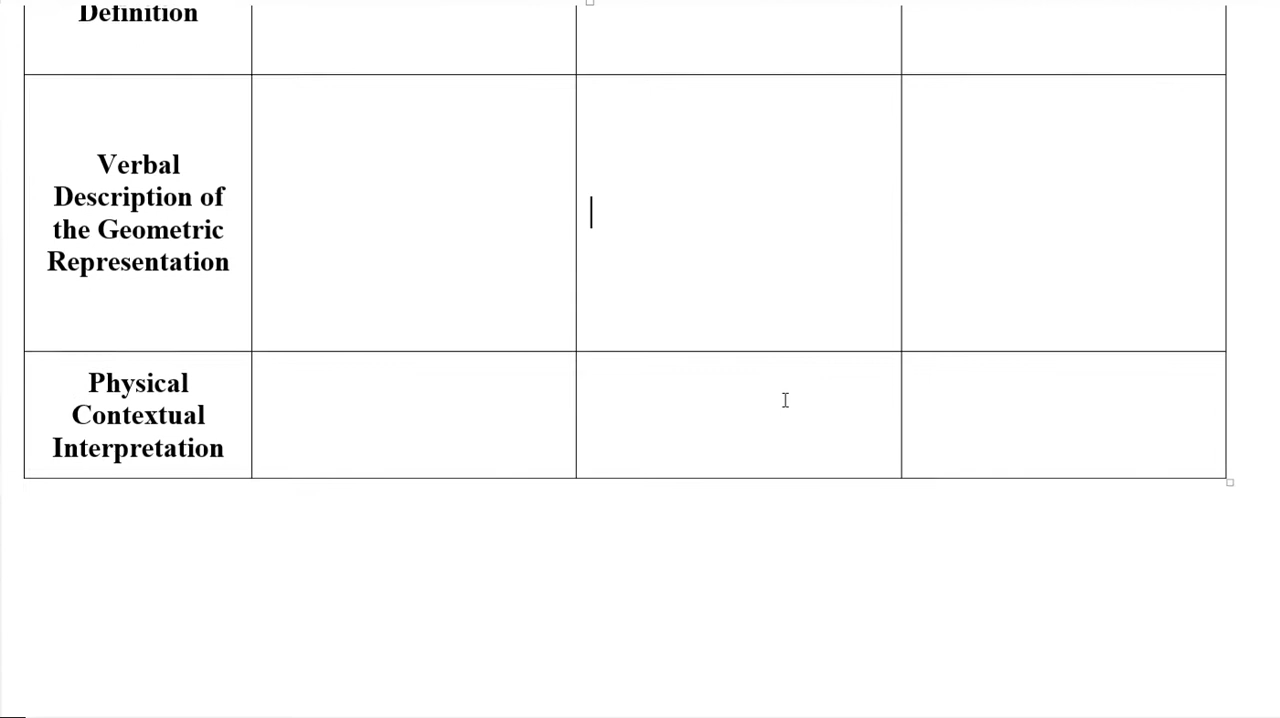 Definition
Verbal
Description of
the Geometric
Representation
Physical
Contextual
Interpretation